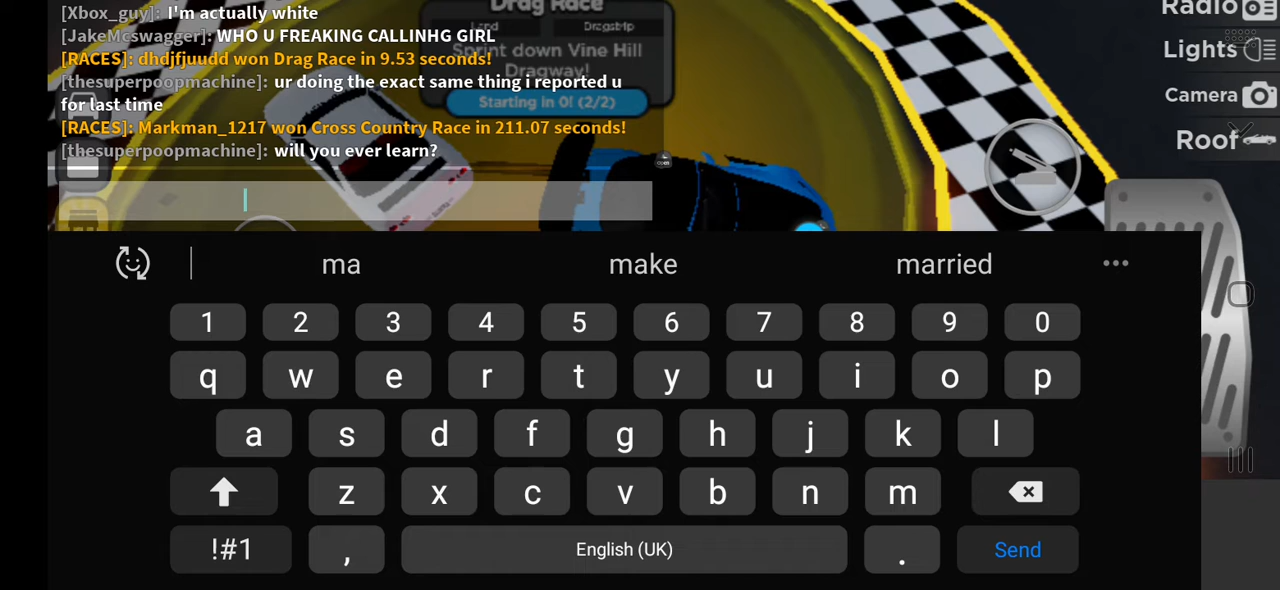 [Xbox_guy]: I'm actually white
[JakeMcswagger]: WHO U FREAKING CALLINHG GIRL
[RACES]: dhdjfjuudd won Drag Race in 9.53 seconds!
[thesuperpoopmachine]: ur doing the exact same thing i reported u
for last time
[RACES]: Markman_1217 won Cross Country Race in 211.07 seconds!
[thesuperpoopmachine]: will you ever learn?
Drag Race
Land Dragstrip
Sprint down Vine Hill
Dragway!
Starting in 0! (2/2)
Radio
Lights
Camera
Roof
ma make married
1 2 3 4 5 6 7 8 9 0
q w e r t y u i o p
a s d f g h j k l
z x c v b n m
!#1 , English (UK) . Send